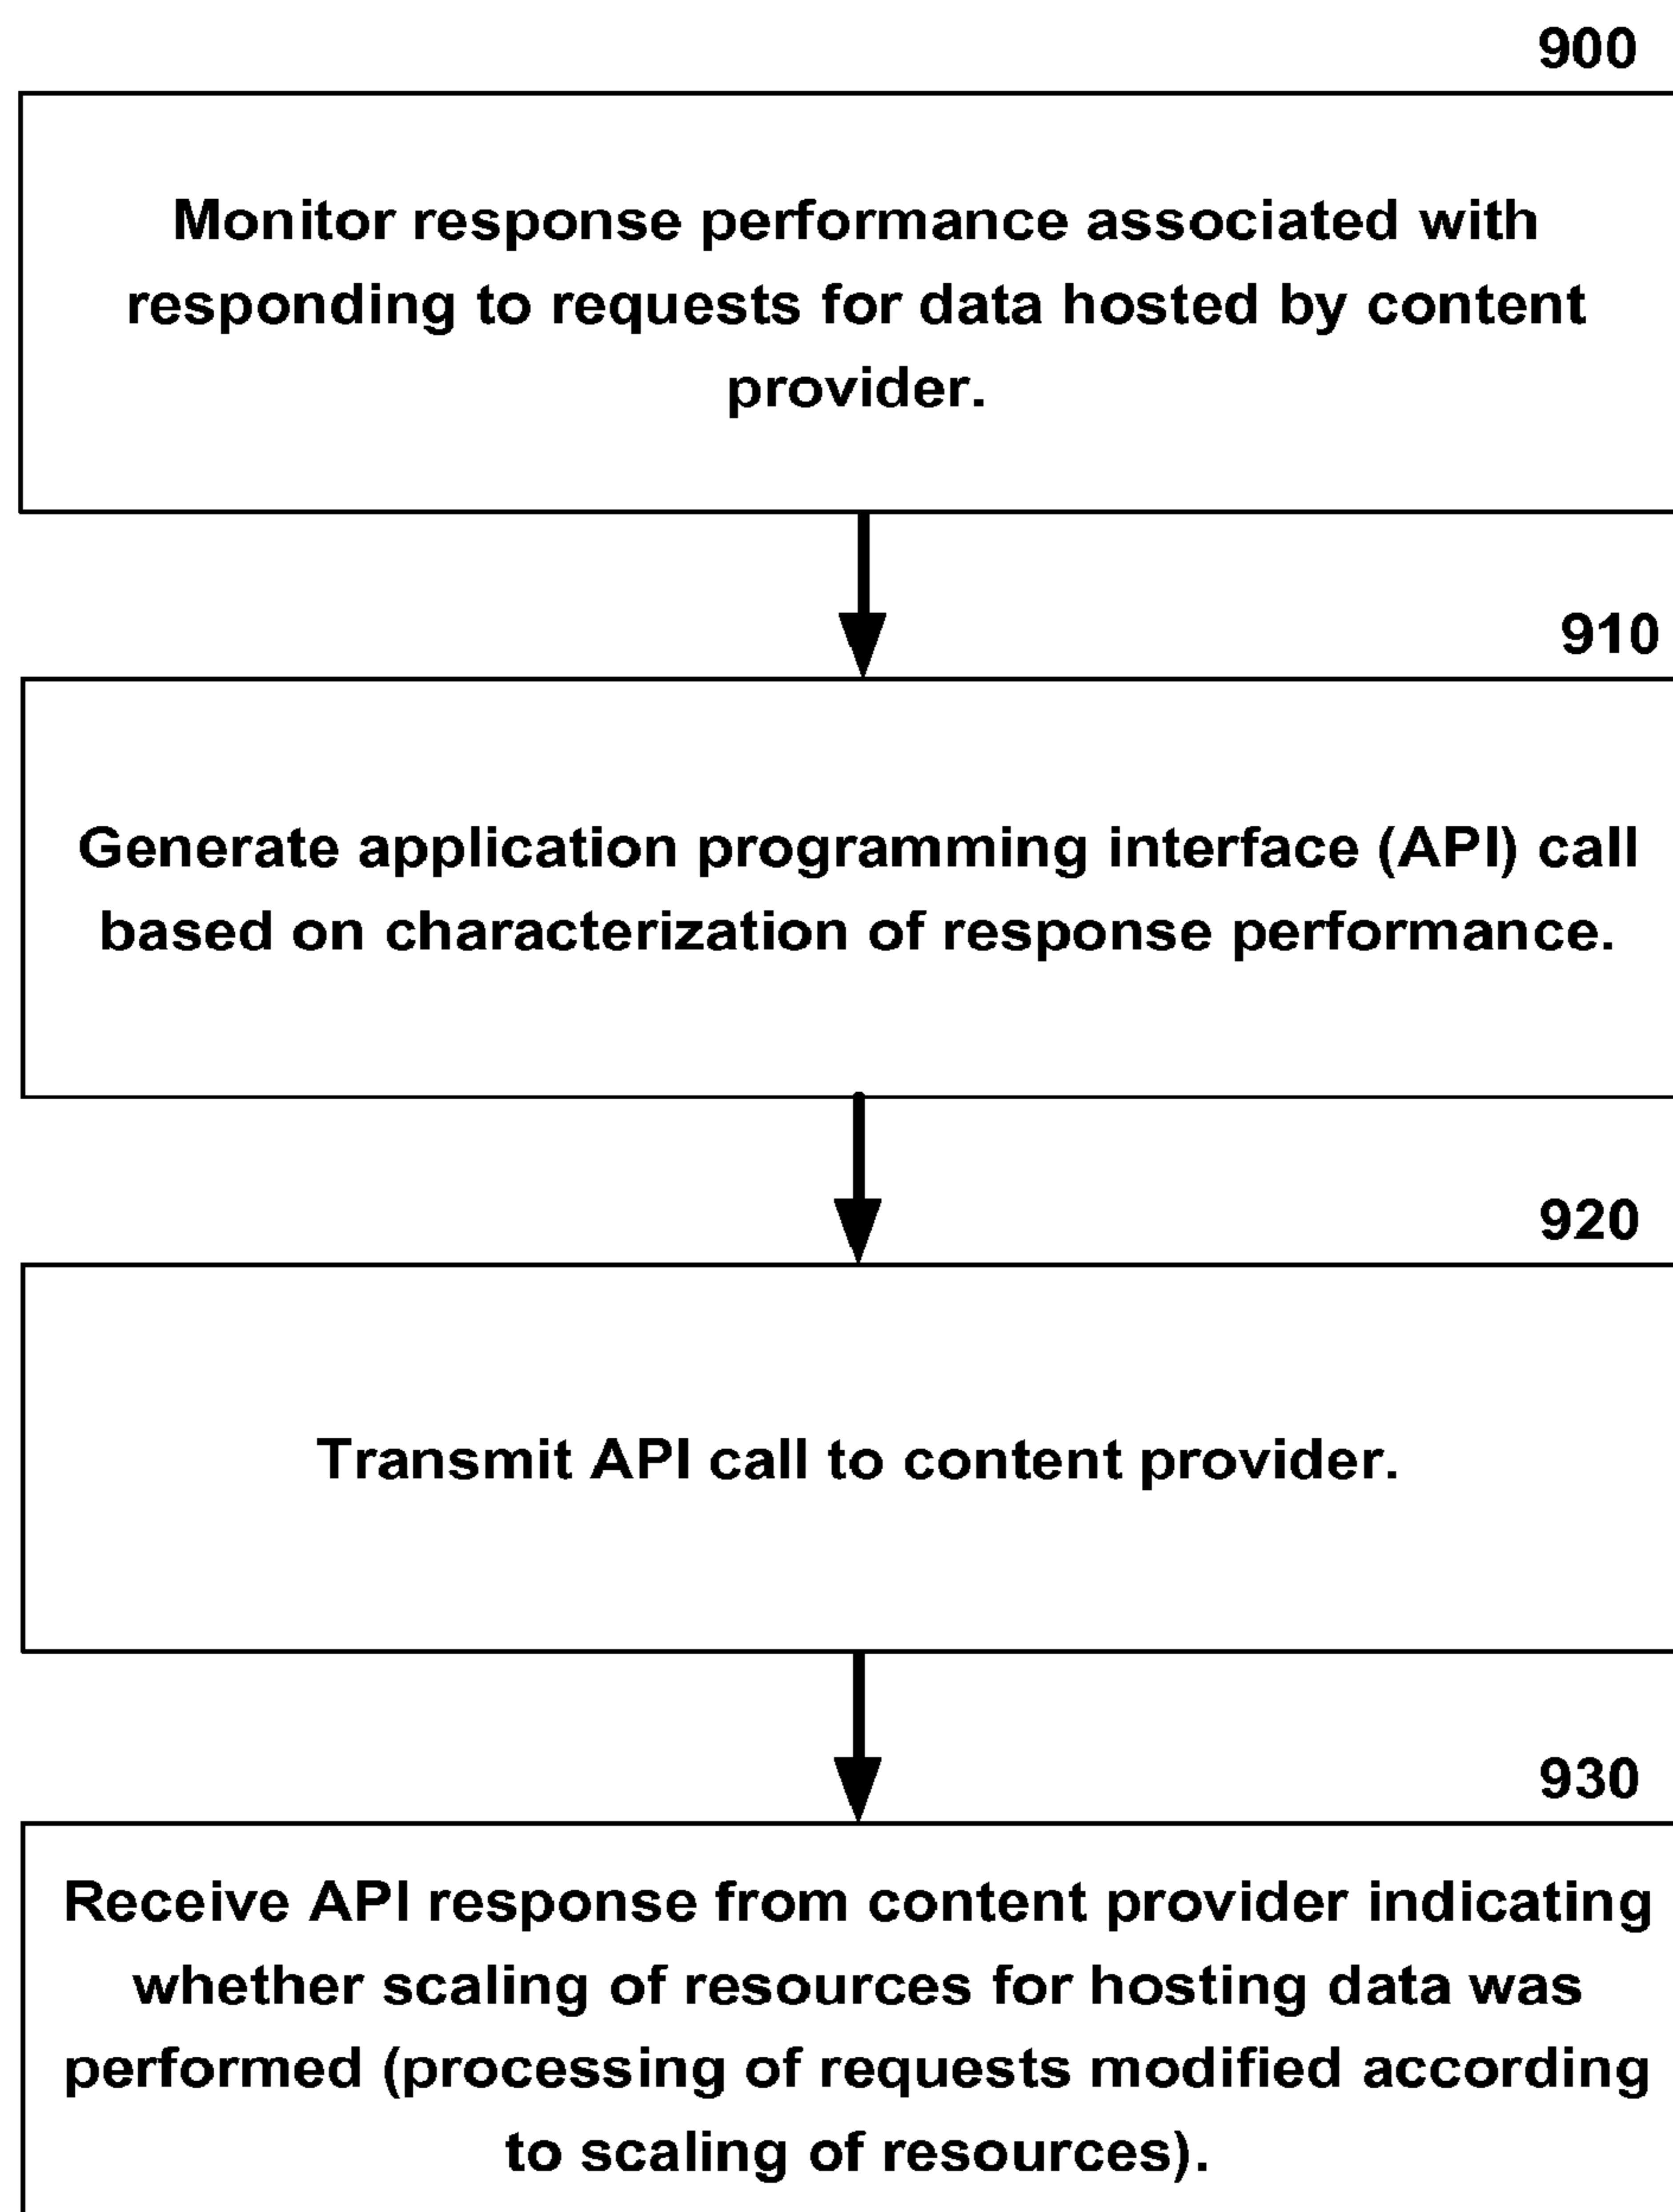 900
Monitor response performance associated with
responding to requests for data hosted by content
provider.
910
Generate application programming interface (API) call
based on characterization of response performance.
920
Transmit API call to content provider.
930
Receive API response from content provider indicating
whether scaling of resources for hosting data was
performed (processing of requests modified according
to scaling of resources).